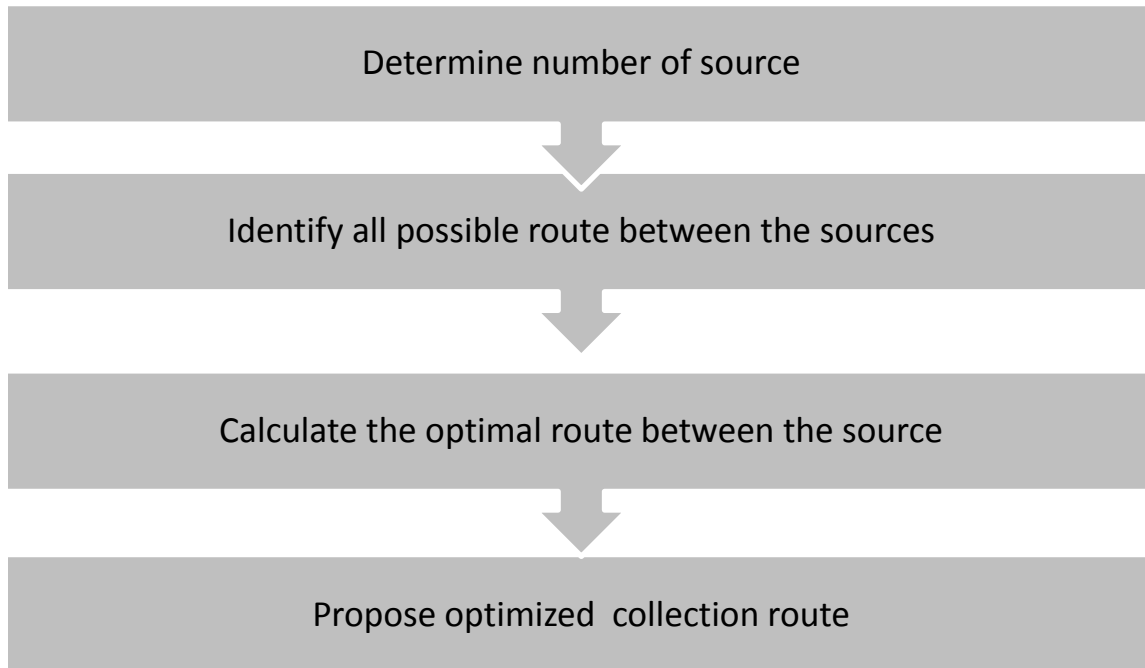 Determine number of source
Identify all possible route between the sources
Calculate the optimal route between the source
Propose optimized  collection route